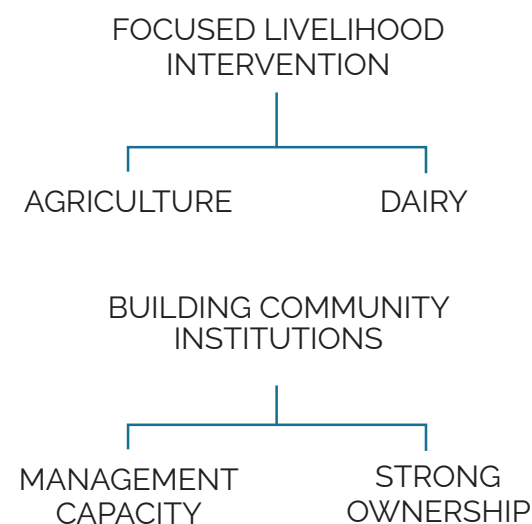 FOCUSED LIVELIHOOD
INTERVENTION
AGRICULTURE
DAIRY
BUILDING COMMUNITY
INSTITUTIONS
MANAGEMENT
CAPACITY
STRONG
OWNERSHIP